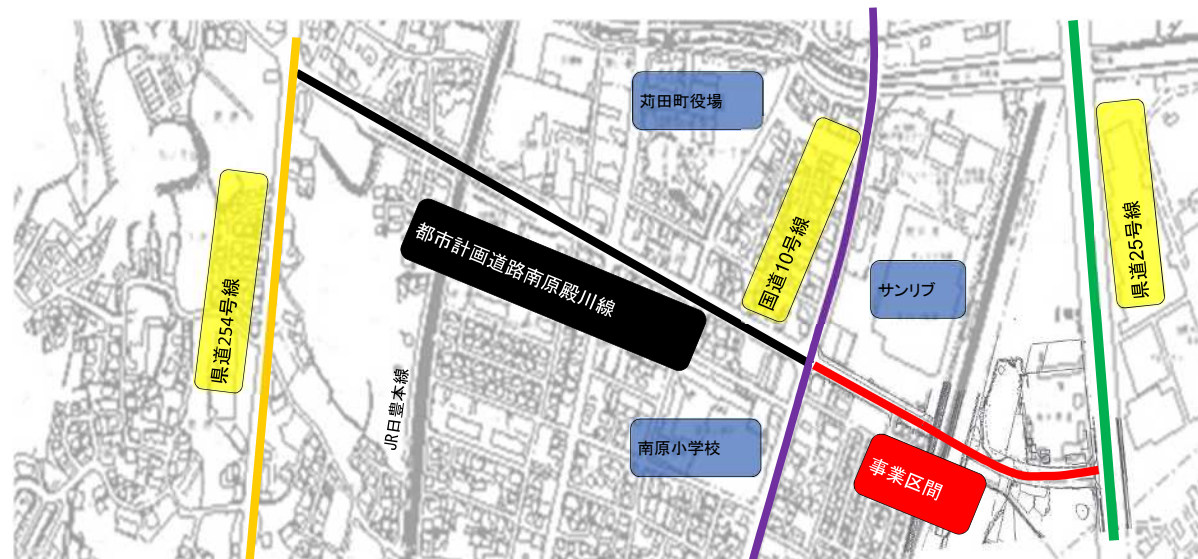 苅田町役場
県道254号線
都市計画道路南原殿川線
国道10号線
県道25号線
サンリブ
JR日豊本線
南原小学校
事業区間